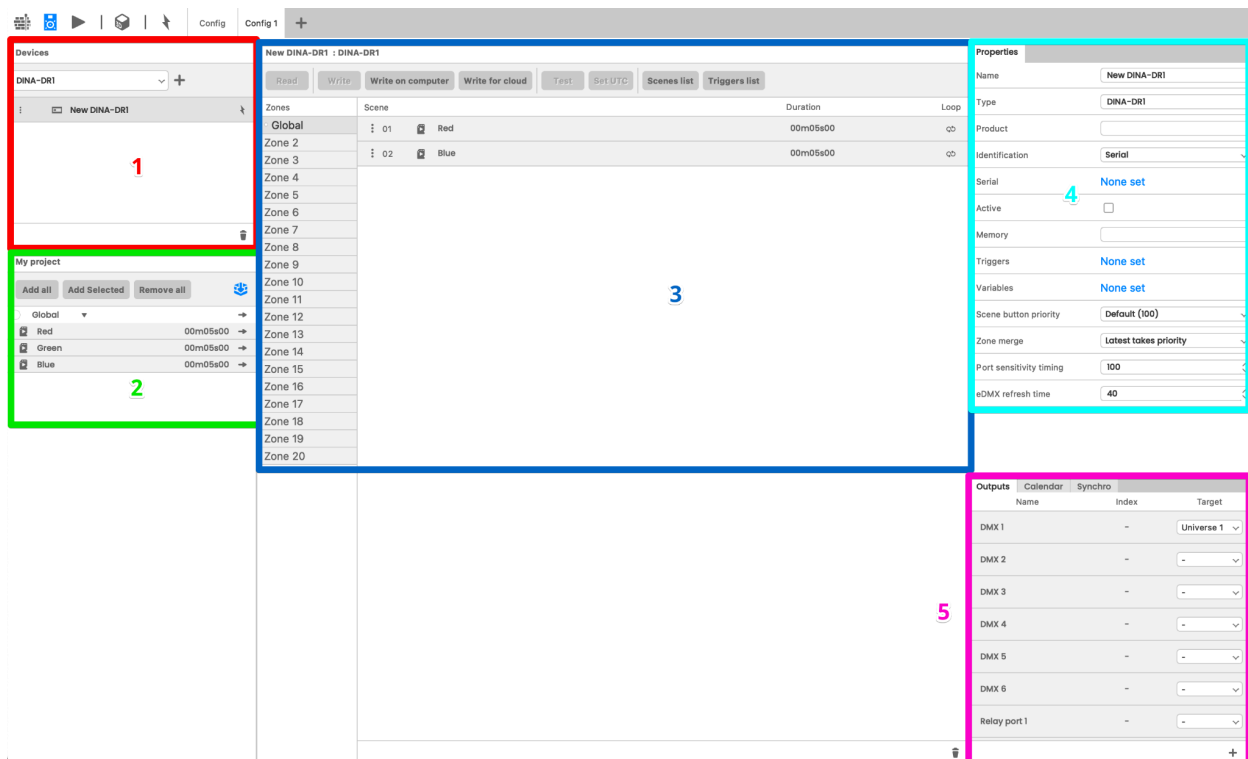 Config Config 1
Devices
DINA-DR1
New DINA-DR1
1
My project
Add all Add Selected Remove all
Global
Red 00m05s00
Green 00m05s00
Blue 00m05s00
2
New DINA-DR1 : DINA-DR1
Read Write Write on computer Write for cloud Test Set UTC Scenes list Triggers list
Zones Scene Duration Loop
Global
Zone 2
Zone 3
Zone 4
Zone 5
Zone 6
Zone 7
Zone 8
Zone 9
Zone 10
Zone 11
Zone 12
Zone 13
Zone 14
Zone 15
Zone 16
Zone 17
Zone 18
Zone 19
Zone 20
01 Red 00m05s00
02 Blue 00m05s00
3
Properties
Name New DINA-DR1
Type DINA-DR1
Product
Identification Serial
Serial None set
4
Active
Memory
Triggers None set
Variables None set
Scene button priority Default (100)
Zone merge Latest takes priority
Port sensitivity timing 100
eDMX refresh time 40
Outputs Calendar Synchro
Name Index Target
DMX 1 - Universe 1
DMX 2 - -
DMX 3 - -
5
DMX 4 - -
DMX 5 - -
DMX 6 - -
Relay port 1 - -